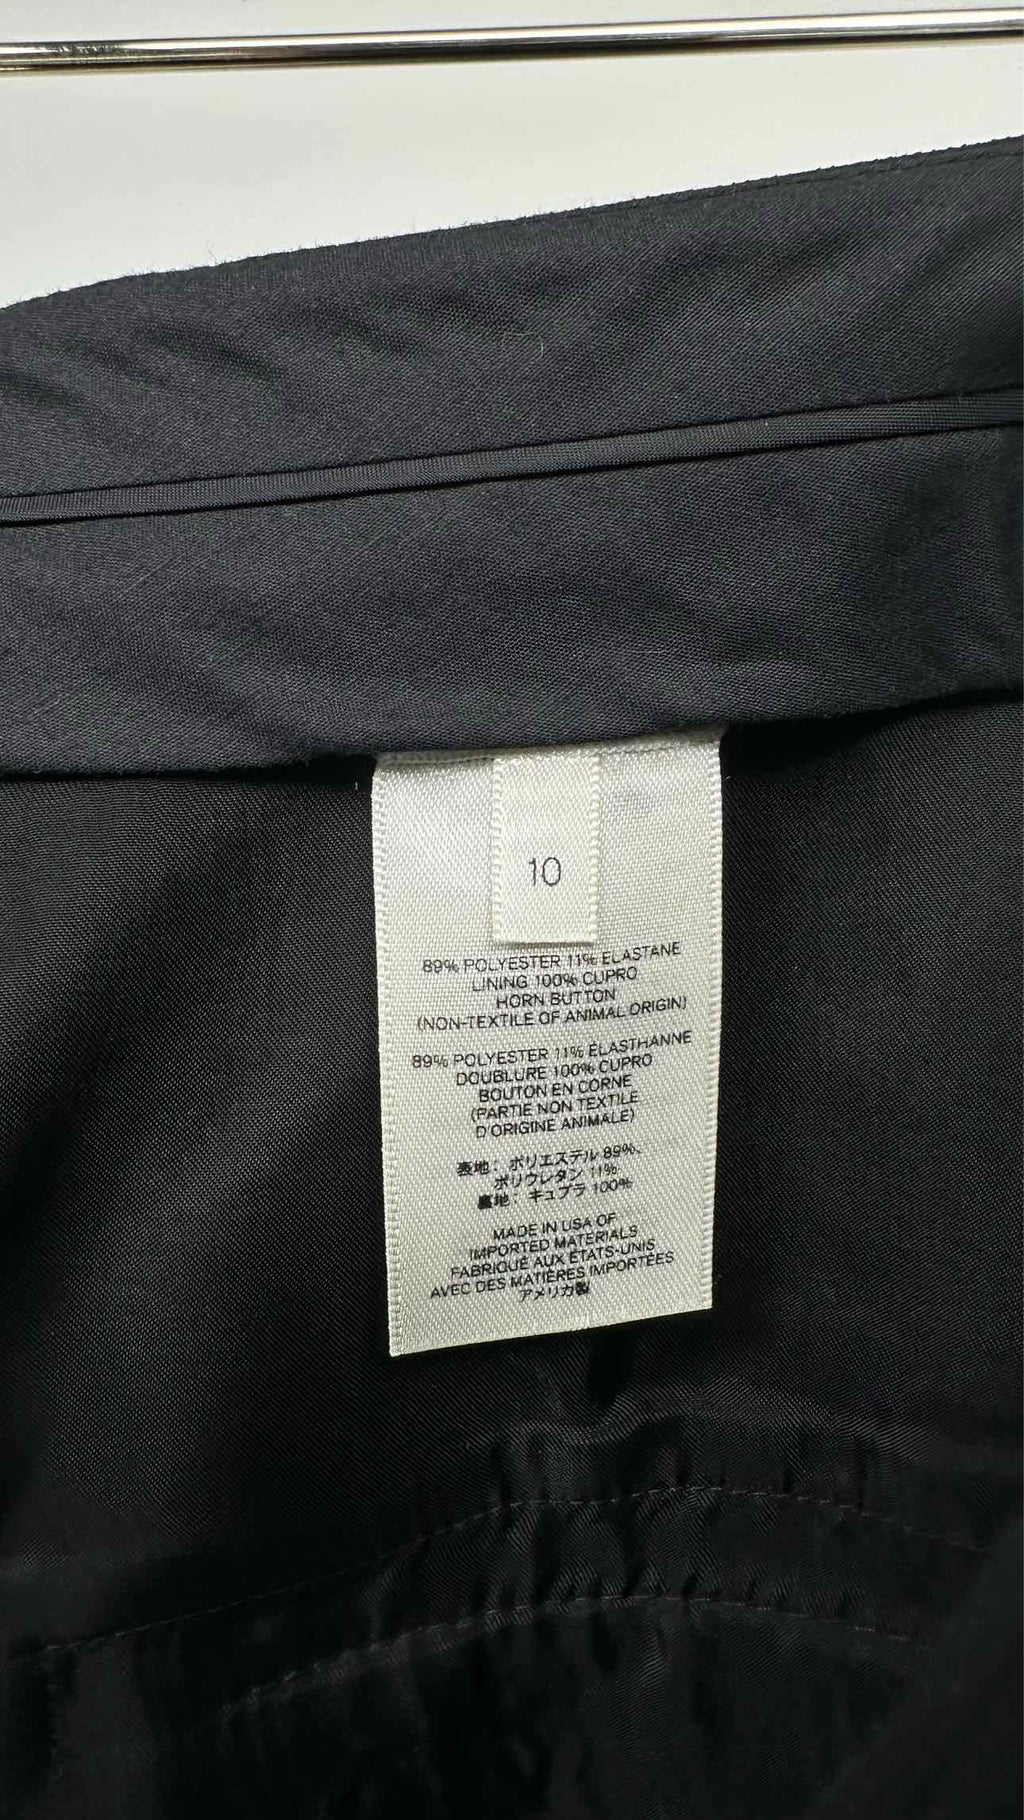 10
89% POLYESTER 11% ELASTANE
LINING 100% CUPRO
HORN BUTTON
(NON-TEXTILE OF ANIMAL ORIGIN)
89% POLYESTER 11% ÉLASTHANNE
DOUBLURE 100% CUPRO
BOUTON EN CORNE
(PARTIE NON TEXTILE
D'ORIGINE ANIMALE)
表地: ポリエステル 89%、
ポリウレタン 11%
裏地: キュプラ 100%
MADE IN USA OF
IMPORTED MATERIALS
FABRIQUÉ AUX ÉTATS-UNIS
AVEC DES MATIÈRES IMPORTÉES
アメリカ製